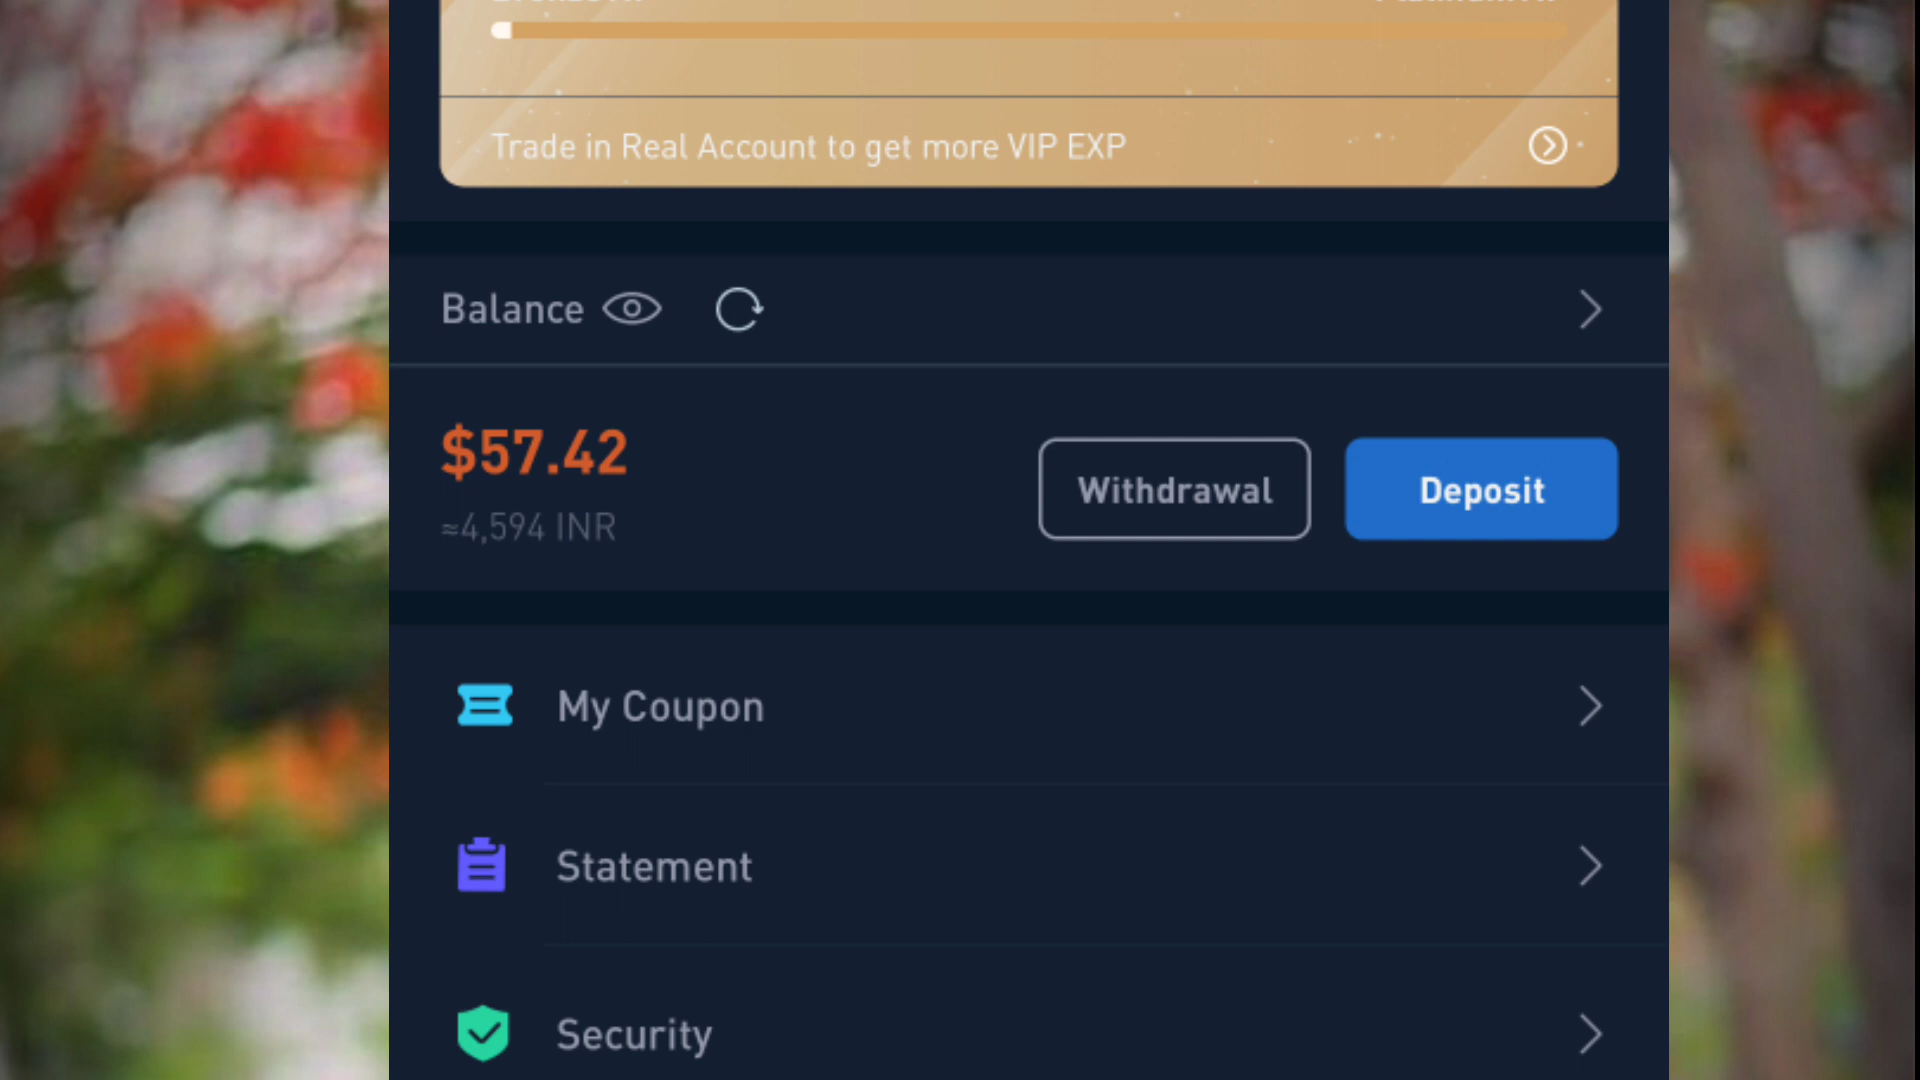 Trade in Real Account to get more VIP EXP
Balance
$57.42
≈4,594 INR
Withdrawal
Deposit
My Coupon
Statement
Security